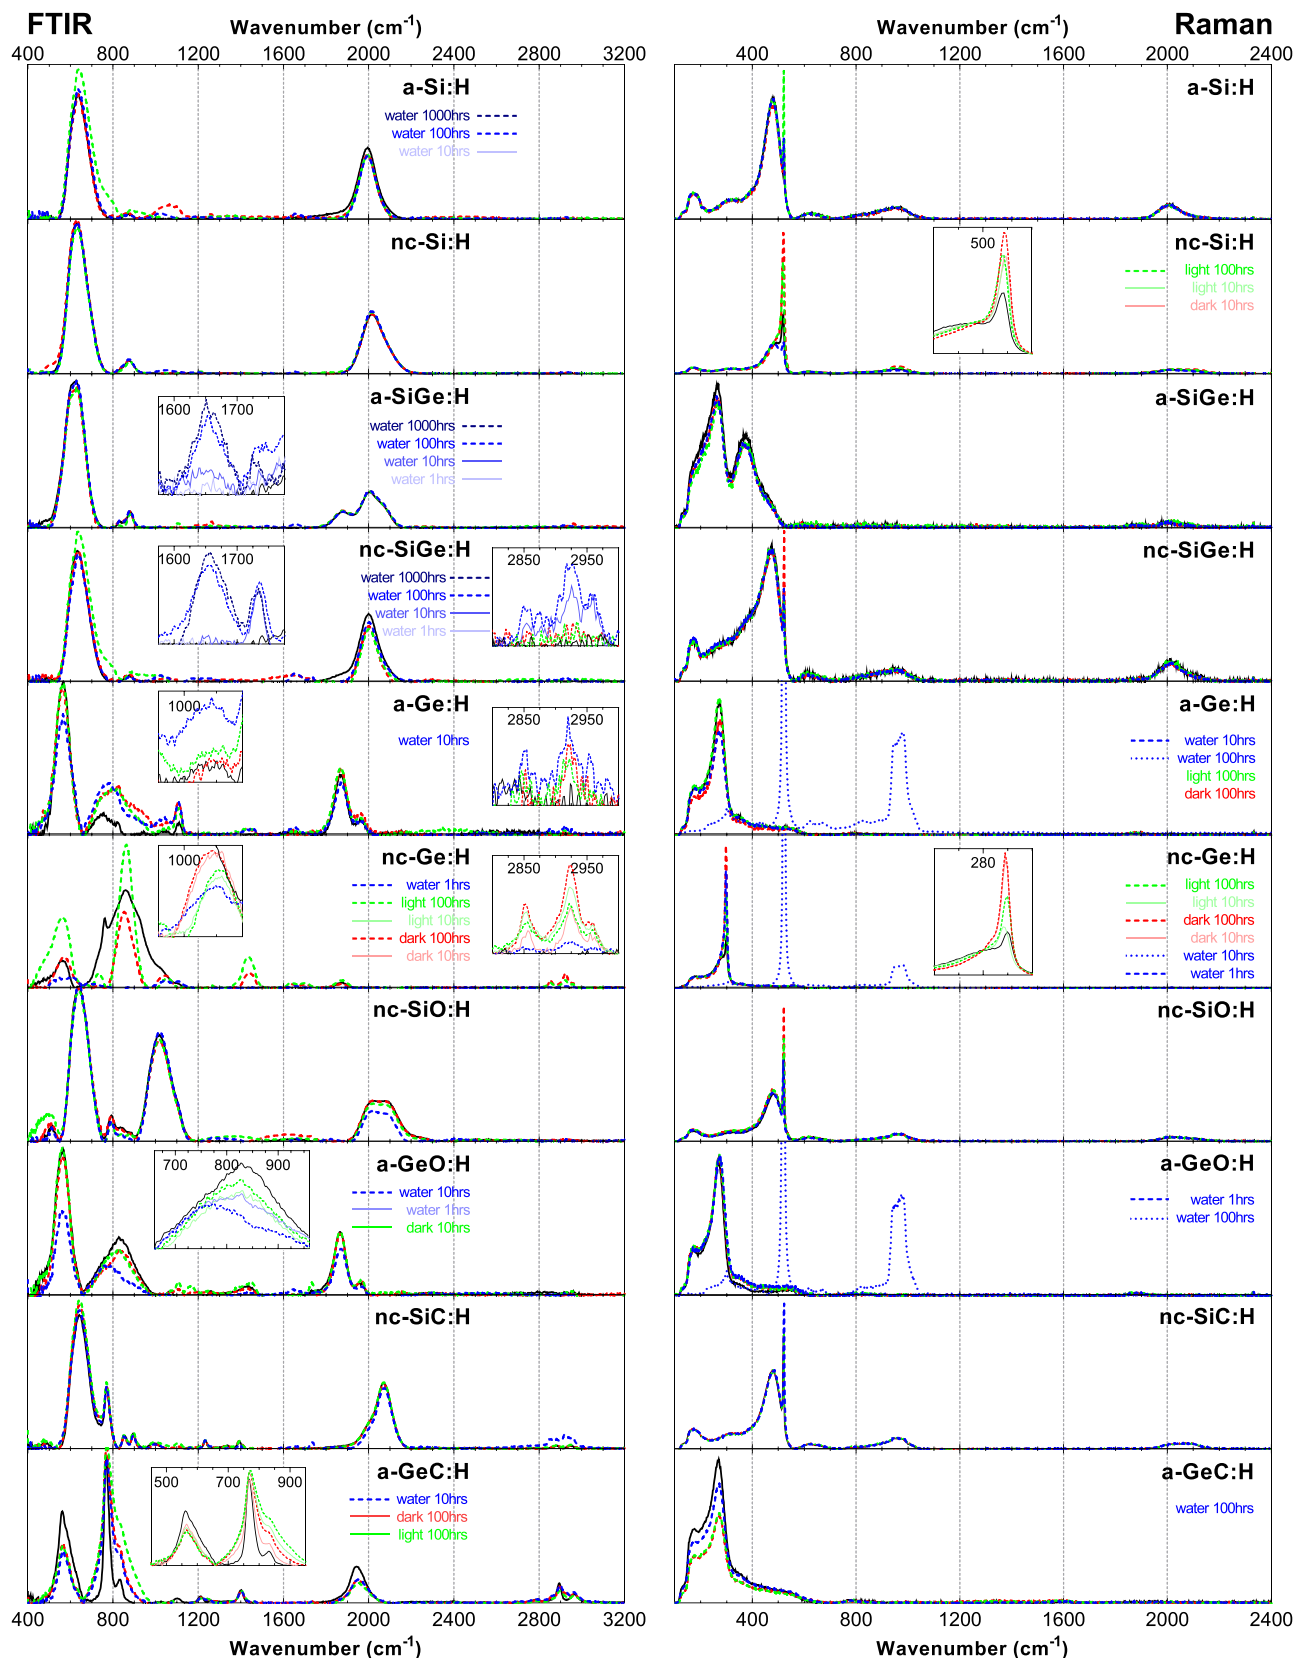 FTIR
Wavenumber (cm-1)
Wavenumber (cm-1)
Raman
400 800 1200 1600 2000 2400 2800 3200
400 800 1200 1600 2000 2400
a-Si:H
water 1000hrs
water 100hrs
water 10hrs
a-Si:H
nc-Si:H
nc-Si:H
500
light 100hrs
light 10hrs
dark 10hrs
a-SiGe:H
1600 1700
water 1000hrs
water 100hrs
water 10hrs
water 1hrs
a-SiGe:H
nc-SiGe:H
1600 1700
2850 2950
water 1000hrs
water 100hrs
water 10hrs
water 1hrs
nc-SiGe:H
a-Ge:H
1000
water 10hrs
2850 2950
a-Ge:H
water 10hrs
water 100hrs
light 100hrs
dark 100hrs
nc-Ge:H
1000
2850 2950
water 1hrs
light 100hrs
light 10hrs
dark 100hrs
dark 10hrs
nc-Ge:H
280
light 100hrs
light 10hrs
dark 100hrs
dark 10hrs
water 10hrs
water 1hrs
nc-SiO:H
nc-SiO:H
a-GeO:H
700 800 900
water 10hrs
water 1hrs
dark 10hrs
a-GeO:H
water 1hrs
water 100hrs
nc-SiC:H
nc-SiC:H
a-GeC:H
500 700 900
water 10hrs
dark 100hrs
light 100hrs
a-GeC:H
water 100hrs
400 800 1200 1600 2000 2400 2800 3200
400 800 1200 1600 2000 2400
Wavenumber (cm-1)
Wavenumber (cm-1)